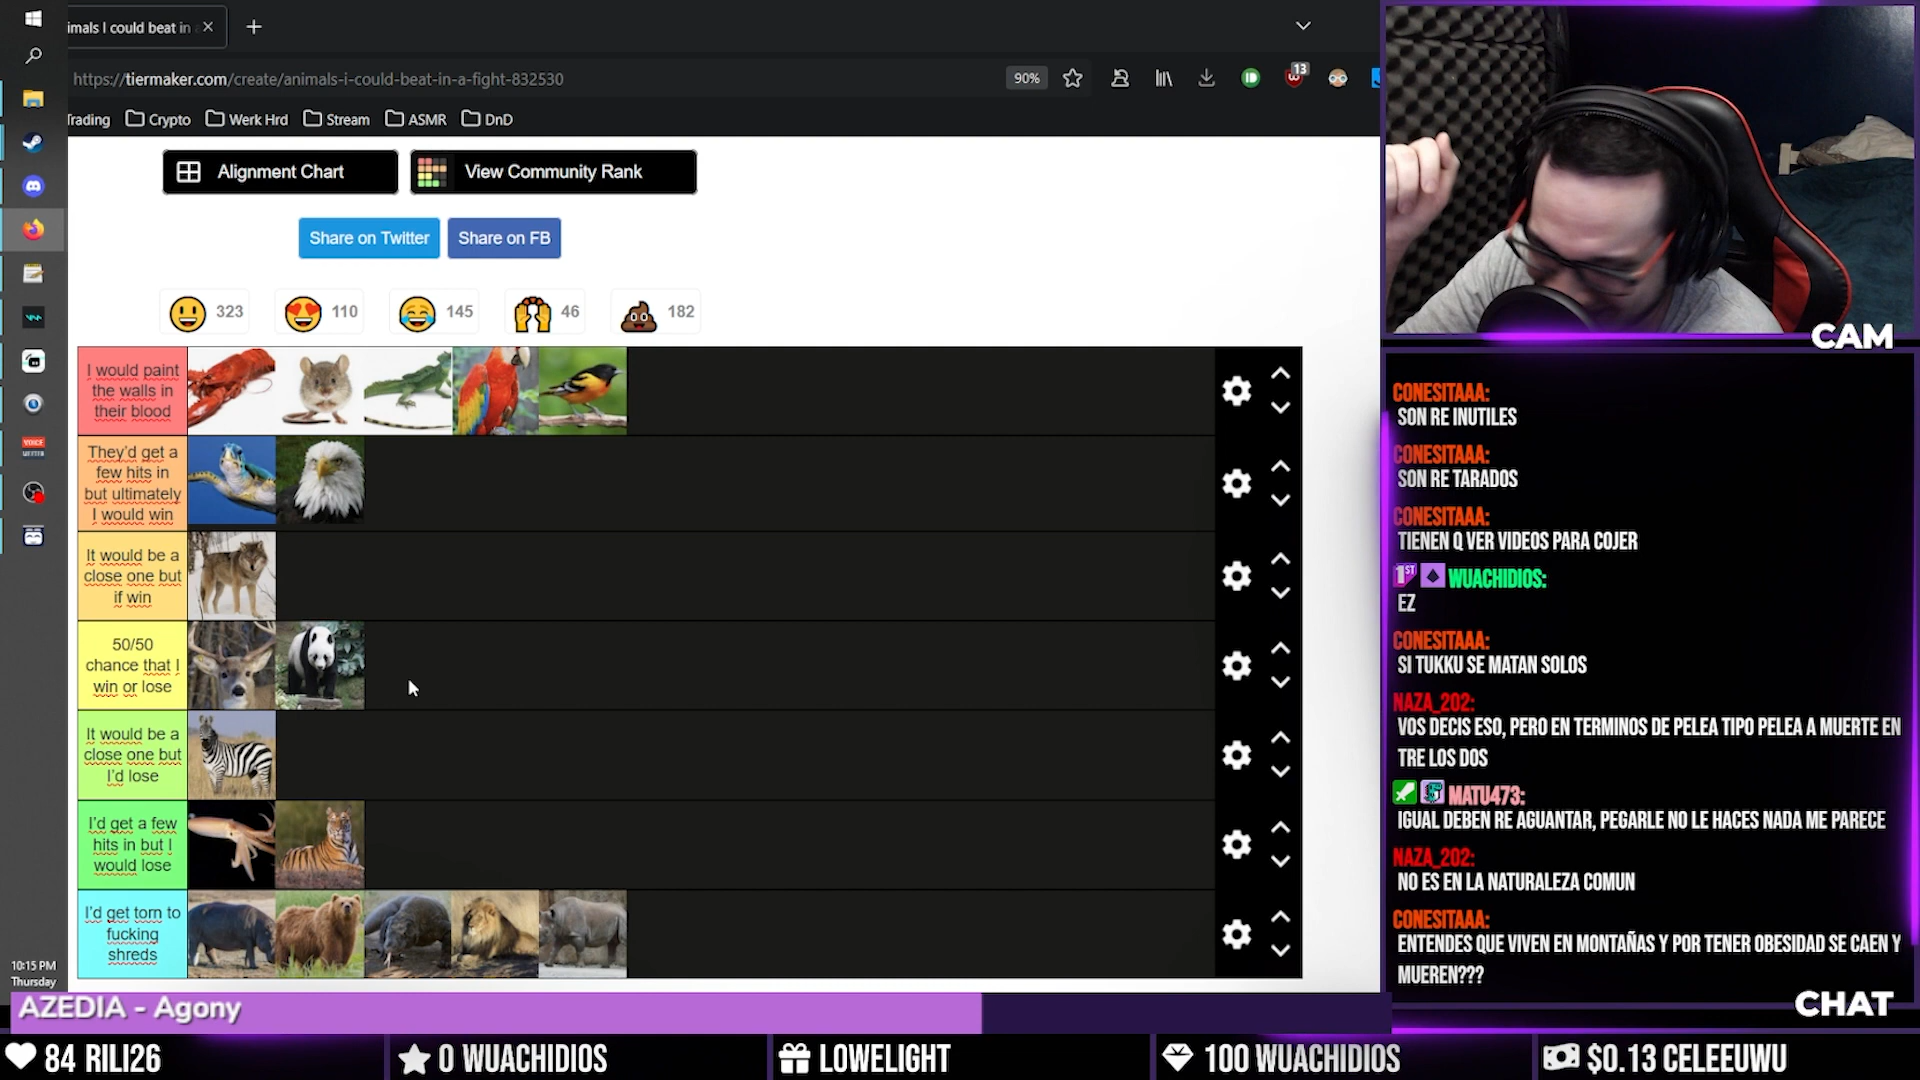 imals I could beat in
https://tiermaker.com/create/animals-i-could-beat-in-a-fight-832530
90%
13
Trading
Crypto
Werk Hrd
Stream
ASMR
DnD
Alignment Chart
View Community Rank
Share on Twitter
Share on FB
323
110
145
46
182
I would paint
the walls in
their blood
They'd get a
few hits in
but ultimately
I would win
It would be a
close one but
if win
50/50
chance that I
win or lose
It would be a
close one but
I'd lose
I'd get a few
hits in but I
would lose
I'd get torn to
fucking
shreds
10:15 PM
Thursday
AZEDIA - Agony
CAM
CONESITAAA:
SON RE INUTILES
CONESITAAA:
SON RE TARADOS
CONESITAAA:
TIENEN Q VER VIDEOS PARA COJER
1ST WUACHIDIOS:
EZ
CONESITAAA:
SI TUKKU SE MATAN SOLOS
NAZA_202:
VOS DECIS ESO, PERO EN TERMINOS DE PELEA TIPO PELEA A MUERTE EN
TRE LOS DOS
MATU473:
IGUAL DEBEN RE AGUANTAR, PEGARLE NO LE HACES NADA ME PARECE
NAZA_202:
NO ES EN LA NATURALEZA COMUN
CONESITAAA:
ENTENDES QUE VIVEN EN MONTAÑAS Y POR TENER OBESIDAD SE CAEN Y
MUEREN???
CHAT
84 RILI26
0 WUACHIDIOS
LOWELIGHT
100 WUACHIDIOS
$0.13 CELEEUWU